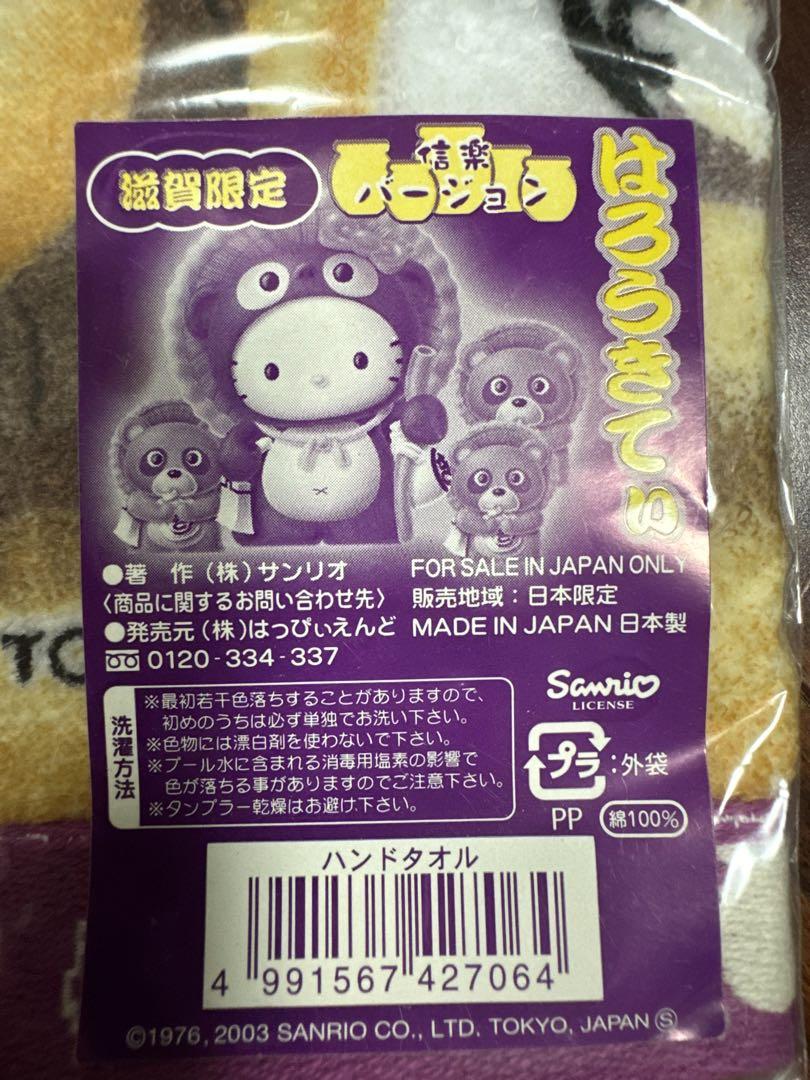 滋賀限定
信楽
バージョン
はろうきてぃ
●著 作(株)サンリオ
〈商品に関するお問い合わせ先〉
●発売元(株)はっぴぃえんど
0120-334-337
FOR SALE IN JAPAN ONLY
販売地域:日本限定
MADE IN JAPAN 日本製
洗濯方法
※最初若干色落ちすることがありますので、
初めのうちは必ず単独でお洗い下さい。
※色物には漂白剤を使わないで下さい。
※プール水に含まれる消毒用塩素の影響で
色が落ちる事がありますのでご注意下さい。
※タンブラー乾燥はお避け下さい。
Sanrio
LICENSE
プラ:外袋
PP 綿100%
ハンドタオル
4 991567 427064
©1976, 2003 SANRIO CO., LTD. TOKYO, JAPAN Ⓢ
TO